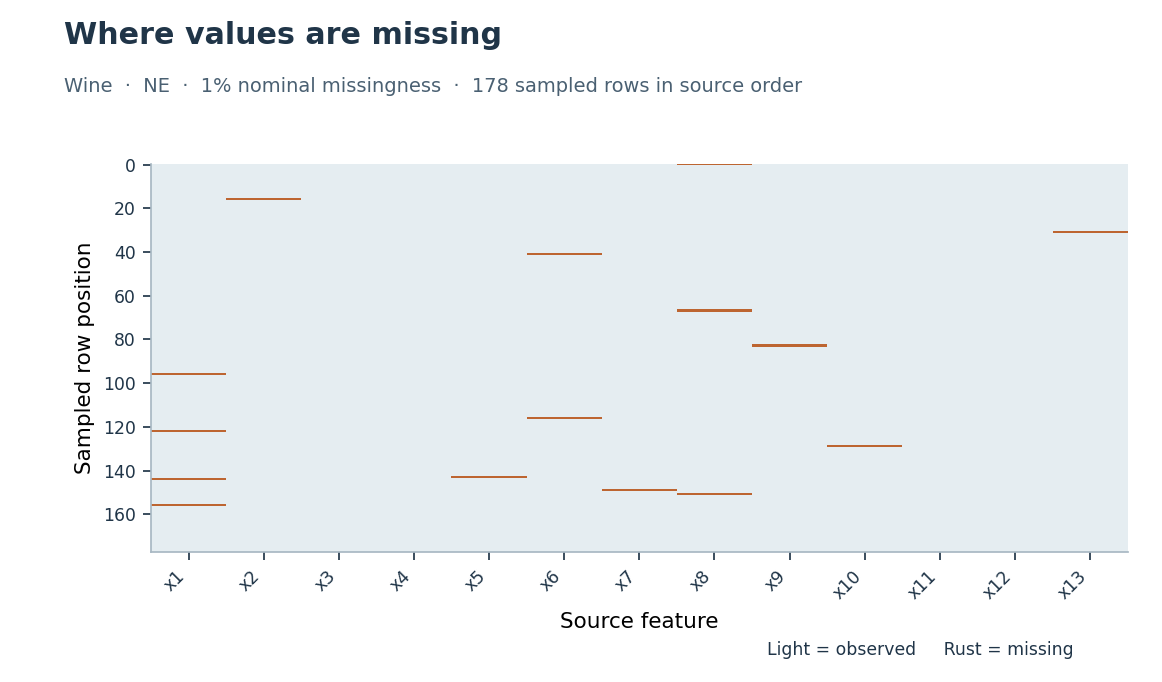 Where values are missing
Wine · NE · 1% nominal missingness · 178 sampled rows in source order
0
20
40
60
80
100
120
140
160
Sampled row position
x1 x2 x3 x4 x5 x6 x7 x8 x9 x10 x11 x12 x13
Source feature
Light = observed Rust = missing